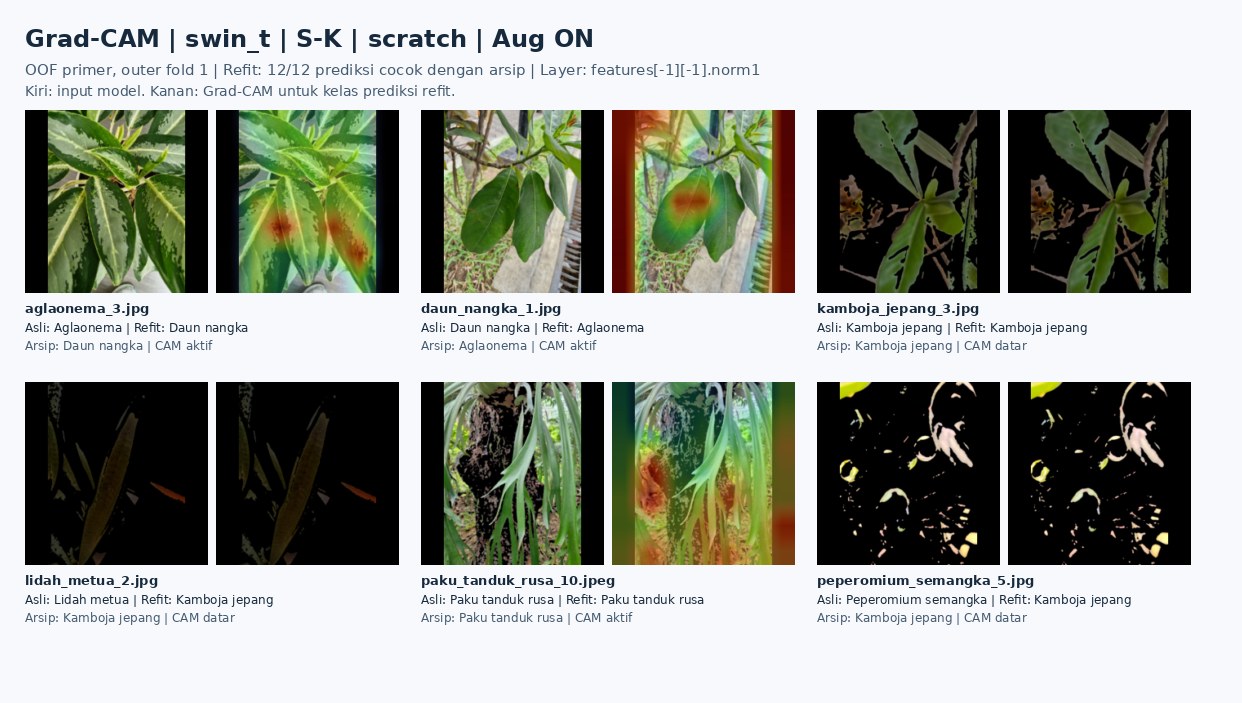 Grad-CAM | swin_t | S-K | scratch | Aug ON
OOF primer, outer fold 1 | Refit: 12/12 prediksi cocok dengan arsip | Layer: features[-1][-1].norm1
Kiri: input model. Kanan: Grad-CAM untuk kelas prediksi refit.
aglaonema_3.jpg
Asli: Aglaonema | Refit: Daun nangka
Arsip: Daun nangka | CAM aktif
daun_nangka_1.jpg
Asli: Daun nangka | Refit: Aglaonema
Arsip: Aglaonema | CAM aktif
kamboja_jepang_3.jpg
Asli: Kamboja jepang | Refit: Kamboja jepang
Arsip: Kamboja jepang | CAM datar
lidah_metua_2.jpg
Asli: Lidah metua | Refit: Kamboja jepang
Arsip: Kamboja jepang | CAM datar
paku_tanduk_rusa_10.jpeg
Asli: Paku tanduk rusa | Refit: Paku tanduk rusa
Arsip: Paku tanduk rusa | CAM aktif
peperomium_semangka_5.jpg
Asli: Peperomium semangka | Refit: Kamboja jepang
Arsip: Kamboja jepang | CAM datar